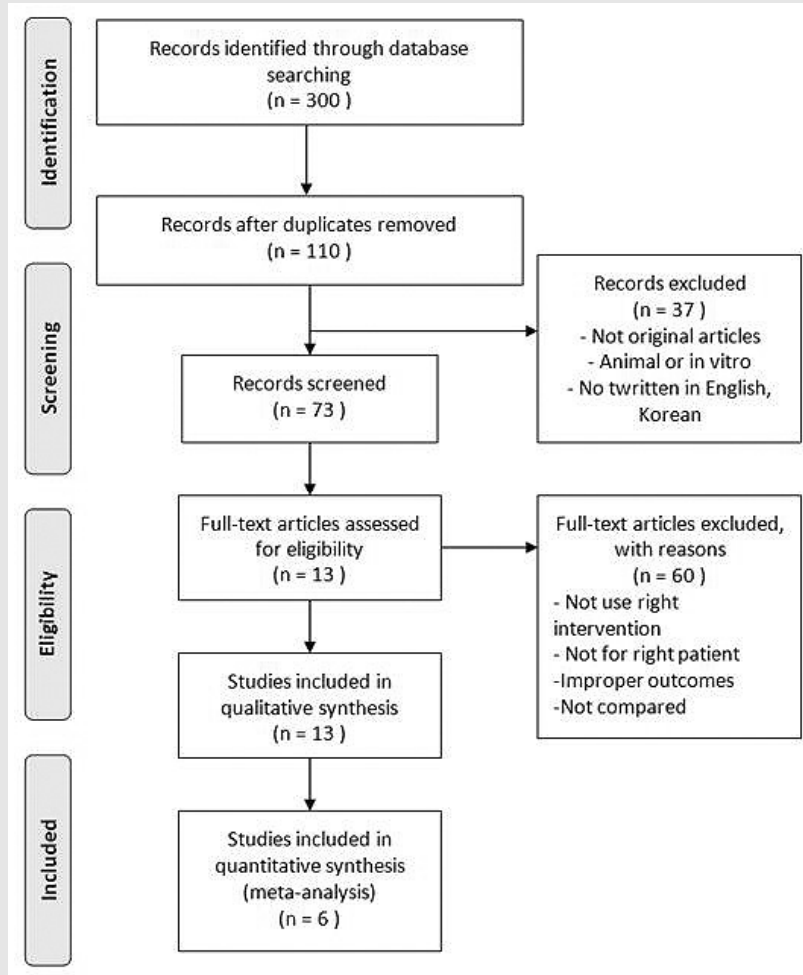 Identification
Records identified through database
searching
(n = 300 )
Records after duplicates removed
(n = 110 )
Screening
Records excluded
(n = 37 )
- Not original articles
- Animal or in vitro
- No twritten in English,
Korean
Records screened
(n = 73 )
Eligibility
Full-text articles assessed
for eligibility
(n = 13 )
Full-text articles excluded,
with reasons
(n = 60 )
- Not use right
intervention
- Not for right patient
-Improper outcomes
-Not compared
Studies included in
qualitative synthesis
(n = 13 )
Included
Studies included in
quantitative synthesis
(meta-analysis)
(n = 6 )